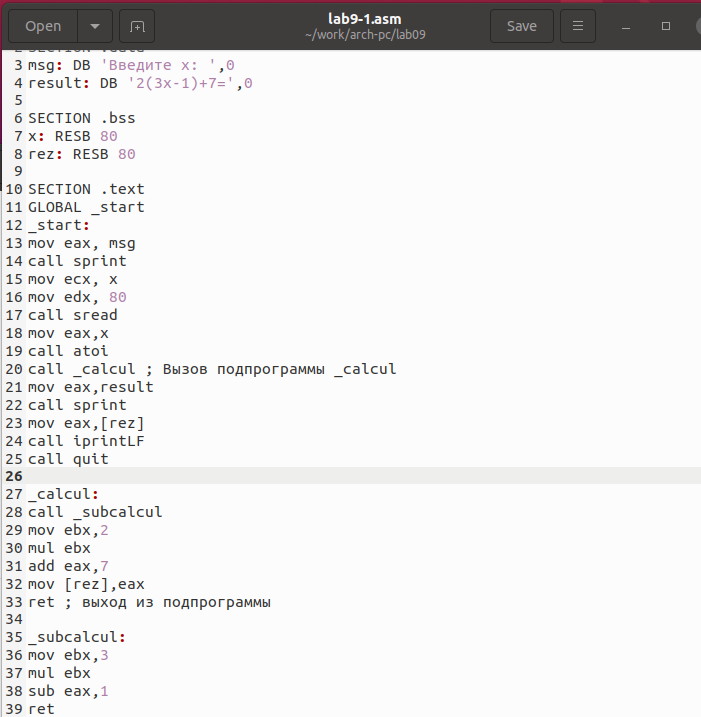 Open
lab9-1.asm
~/work/arch-pc/lab09
Save
3 msg: DB 'Введите x: ',0
4 result: DB '2(3x-1)+7=',0
5
6 SECTION .bss
7 x: RESB 80
8 rez: RESB 80
9
10 SECTION .text
11 GLOBAL _start
12 _start:
13 mov eax, msg
14 call sprint
15 mov ecx, x
16 mov edx, 80
17 call sread
18 mov eax,x
19 call atoi
20 call _calcul ; Вызов подпрограммы _calcul
21 mov eax,result
22 call sprint
23 mov eax,[rez]
24 call iprintLF
25 call quit
26
27 _calcul:
28 call _subcalcul
29 mov ebx,2
30 mul ebx
31 add eax,7
32 mov [rez],eax
33 ret ; выход из подпрограммы
34
35 _subcalcul:
36 mov ebx,3
37 mul ebx
38 sub eax,1
39 ret